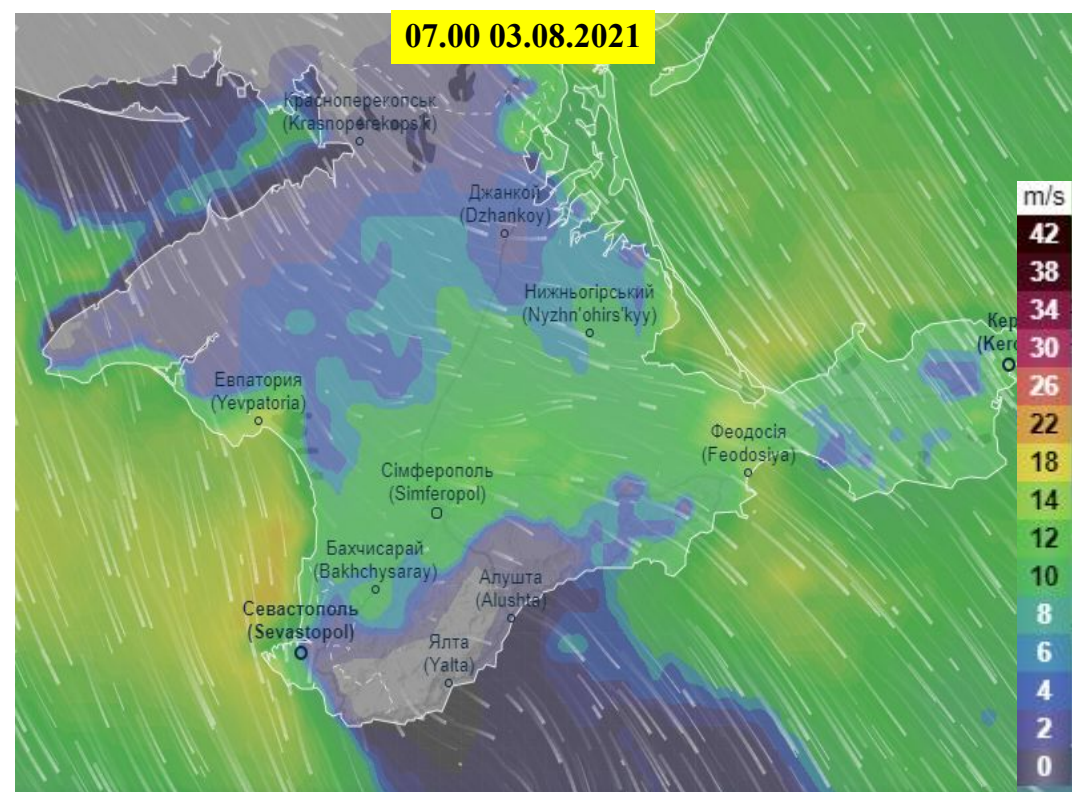 07.00 03.08.2021
Красноперекопськ
(Krasnoperekops'k)
Джанкой
(Dzhankoy)
Нижньогірський
(Nyzhn'ohirs'kyy)
Кер
(Kerc
Евпатория
(Yevpatoria)
Феодосія
(Feodosiya)
Сімферополь
(Simferopol)
Бахчисарай
(Bakhchysaray)
Алушта
(Alushta)
Севастополь
(Sevastopol)
Ялта
(Yalta)
m/s
42
38
34
30
26
22
18
14
12
10
8
6
4
2
0